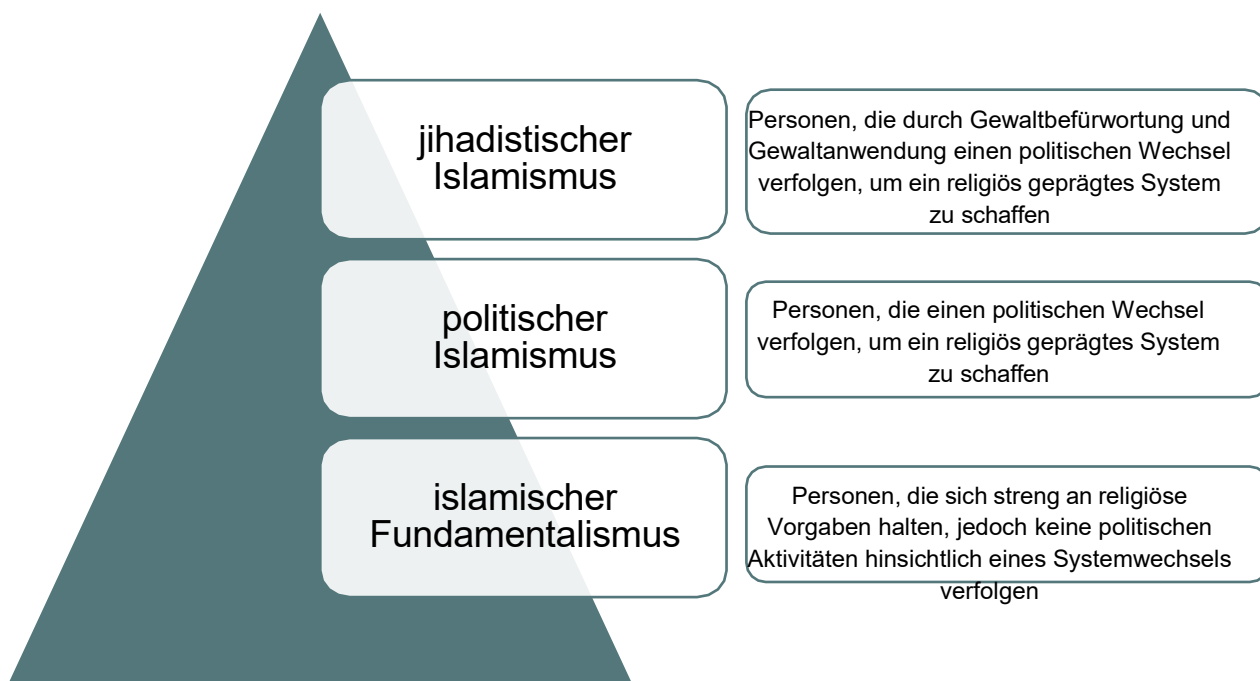 jihadistischer
Islamismus
Personen, die durch Gewaltbefürwortung und
Gewaltanwendung einen politischen Wechsel
verfolgen, um ein religiös geprägtes System
zu schaffen
politischer
Islamismus
Personen, die einen politischen Wechsel
verfolgen, um ein religiös geprägtes System
zu schaffen
islamischer
Fundamentalismus
Personen, die sich streng an religiöse
Vorgaben halten, jedoch keine politischen
Aktivitäten hinsichtlich eines Systemwechsels
verfolgen